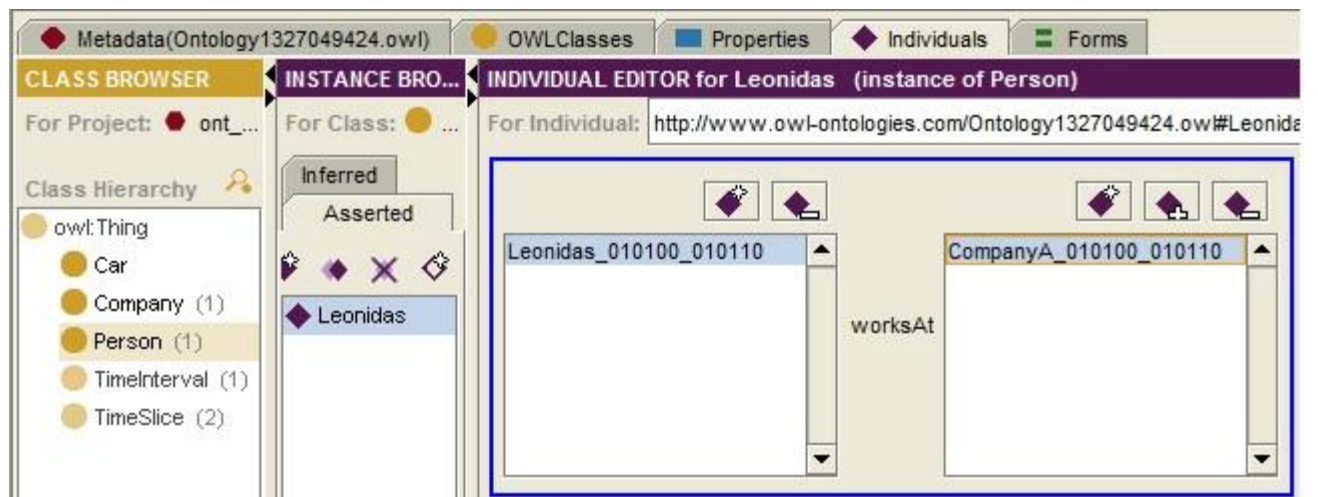 Metadata(Ontology1327049424.owl) OWLClasses Properties Individuals Forms
CLASS BROWSER
For Project: ont_...
Class Hierarchy
owl:Thing
Car
Company (1)
Person (1)
TimeInterval (1)
TimeSlice (2)
INSTANCE BRO...
For Class: ...
Inferred
Asserted
Leonidas
INDIVIDUAL EDITOR for Leonidas (instance of Person)
For Individual: http://www.owl-ontologies.com/Ontology1327049424.owl#Leonida
Leonidas_010100_010110
worksAt
CompanyA_010100_010110